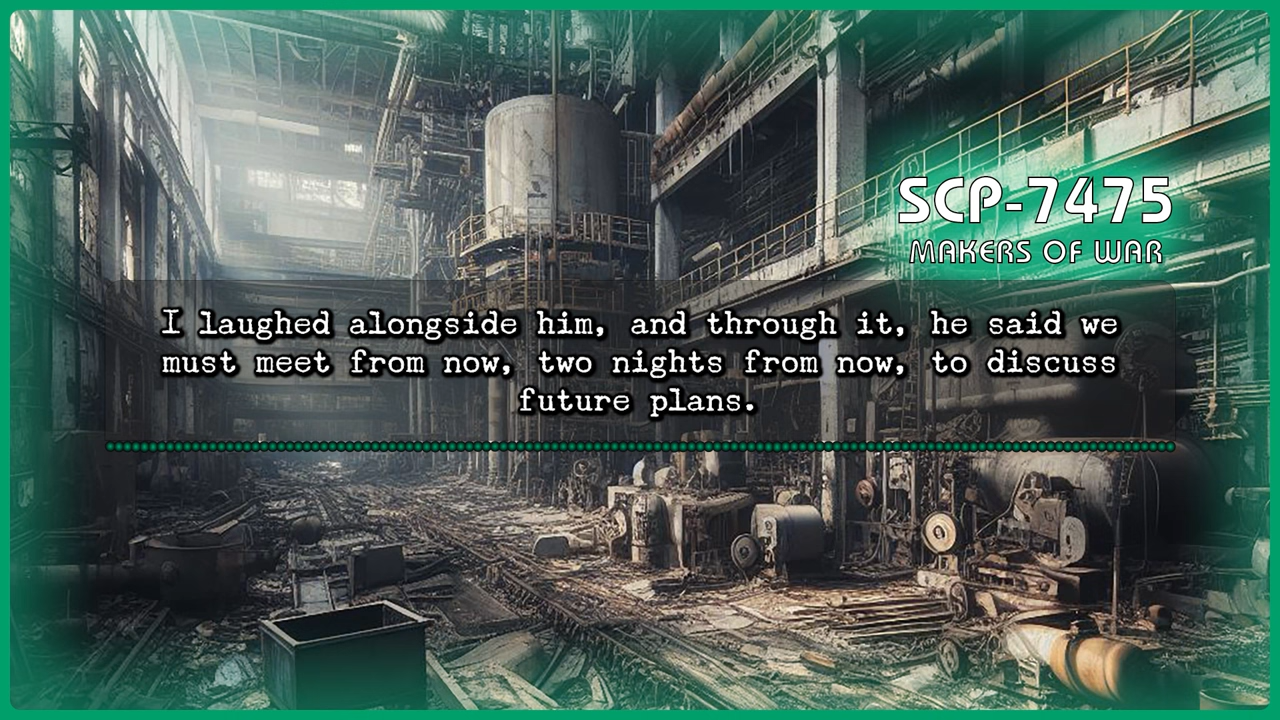 SCP-7475
MAKERS OF WAR
I laughed alongside him, and through it, he said we
must meet from now, two nights from now, to discuss
future plans.